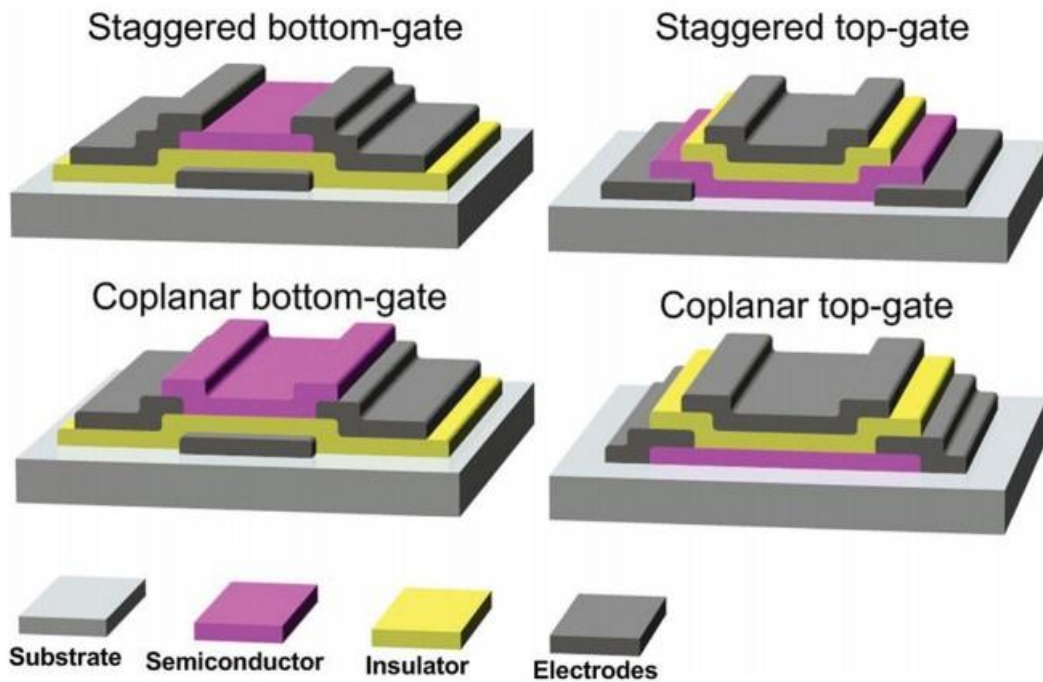 Staggered bottom-gate
Staggered top-gate
Coplanar bottom-gate
Coplanar top-gate
Substrate
Semiconductor
Insulator
Electrodes